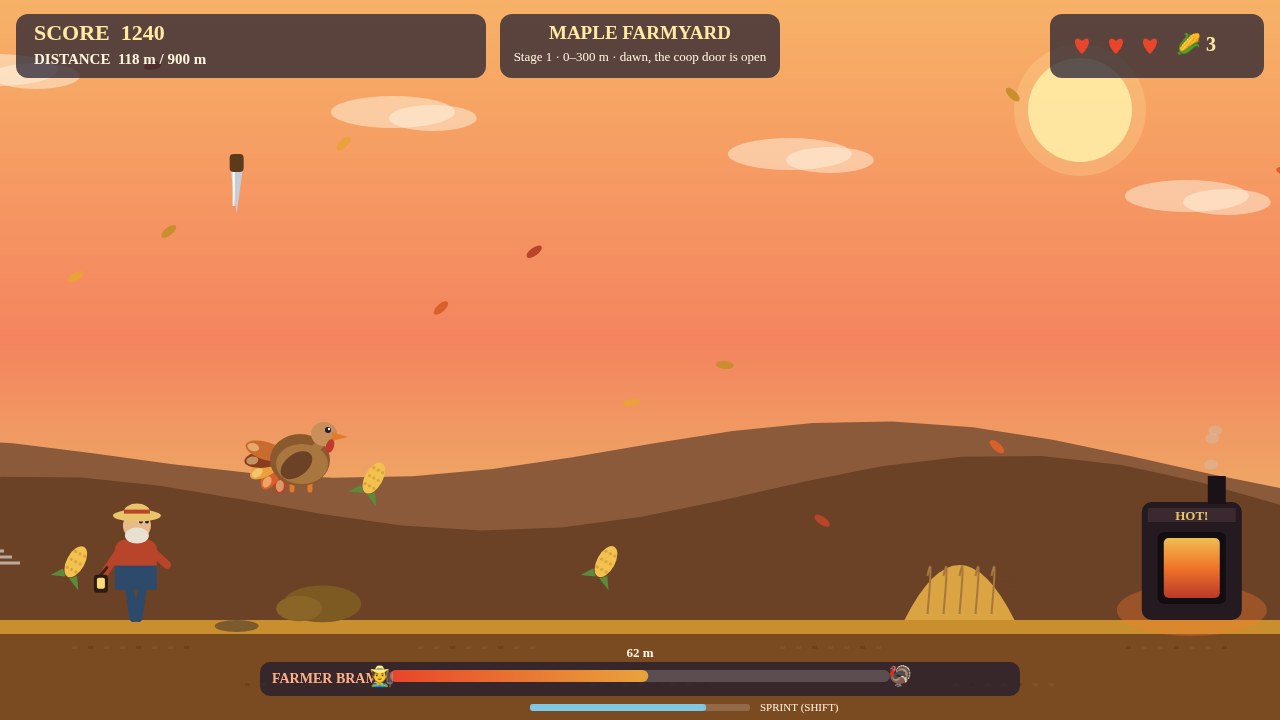 SCORE 1240
DISTANCE 118 m / 900 m
MAPLE FARMYARD
Stage 1 · 0–300 m · dawn, the coop door is open
3
HOT!
62 m
FARMER BRAM
SPRINT (SHIFT)